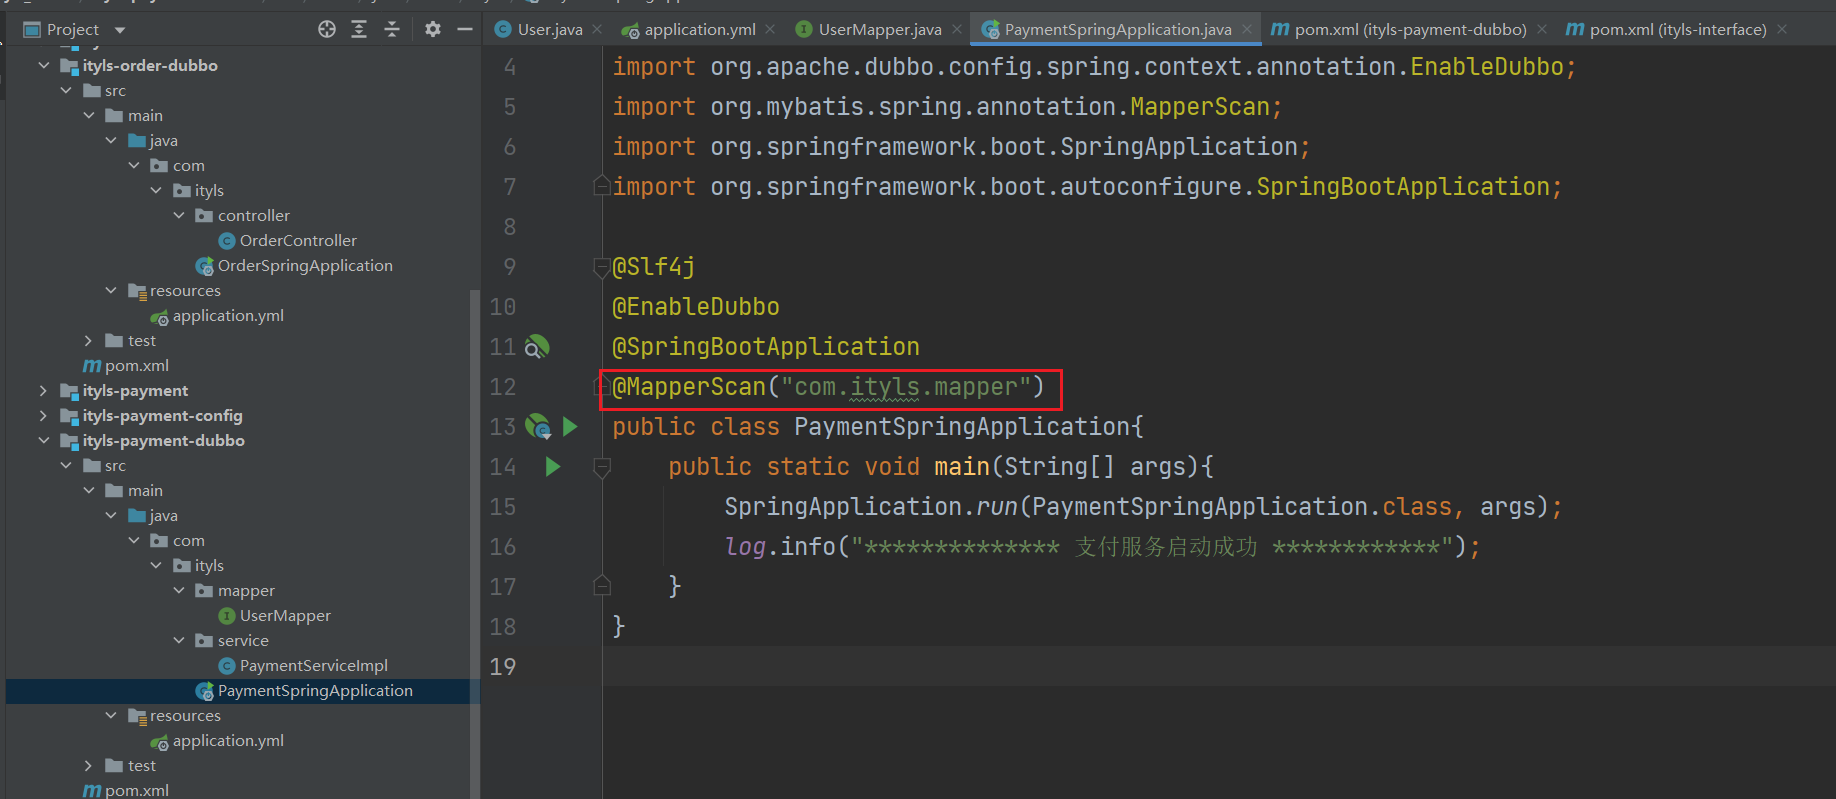 Project
ityls-order-dubbo
src
main
java
com
ityls
controller
OrderController
OrderSpringApplication
resources
application.yml
test
pom.xml
ityls-payment
ityls-payment-config
ityls-payment-dubbo
src
main
java
com
ityls
mapper
UserMapper
service
PaymentServiceImpl
PaymentSpringApplication
resources
application.yml
test
pom.xml
User.java
application.yml
UserMapper.java
PaymentSpringApplication.java
pom.xml (ityls-payment-dubbo)
pom.xml (ityls-interface)
4 import org.apache.dubbo.config.spring.context.annotation.EnableDubbo;
5 import org.mybatis.spring.annotation.MapperScan;
6 import org.springframework.boot.SpringApplication;
7 import org.springframework.boot.autoconfigure.SpringBootApplication;
8
9 @Slf4j
10 @EnableDubbo
11 @SpringBootApplication
12 @MapperScan("com.ityls.mapper")
13 public class PaymentSpringApplication{
14 public static void main(String[] args){
15 SpringApplication.run(PaymentSpringApplication.class, args);
16 log.info("************** 支付服务启动成功 ************");
17 }
18 }
19